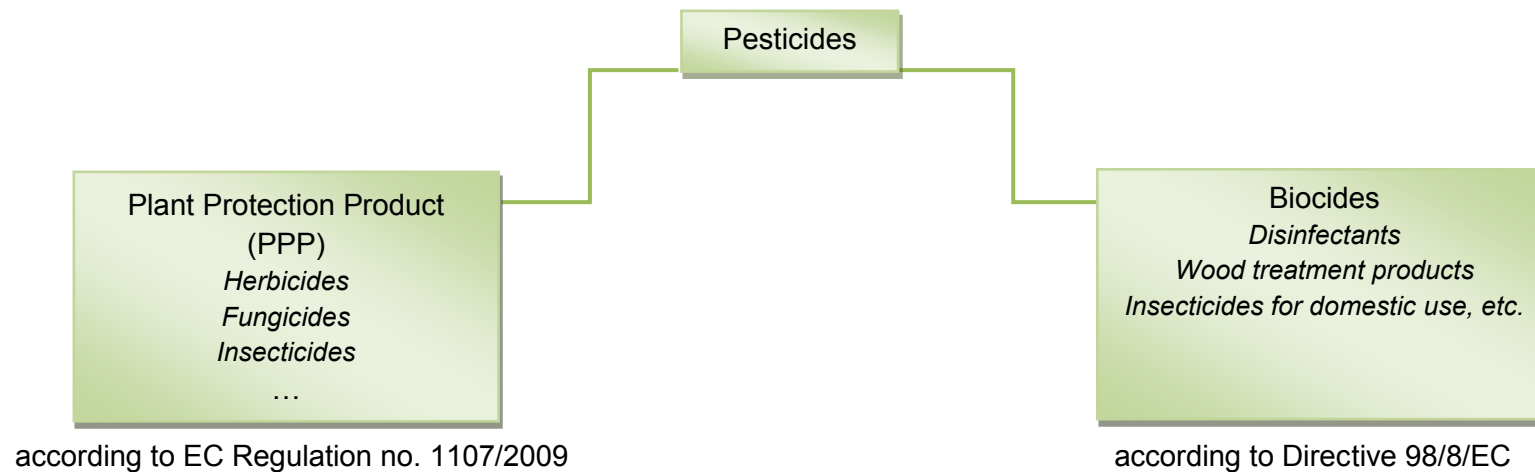 Pesticides
Plant Protection Product
(PPP)
Herbicides
Fungicides
Insecticides
…
according to EC Regulation no. 1107/2009
Biocides
Disinfectants
Wood treatment products
Insecticides for domestic use, etc.
according to Directive 98/8/EC